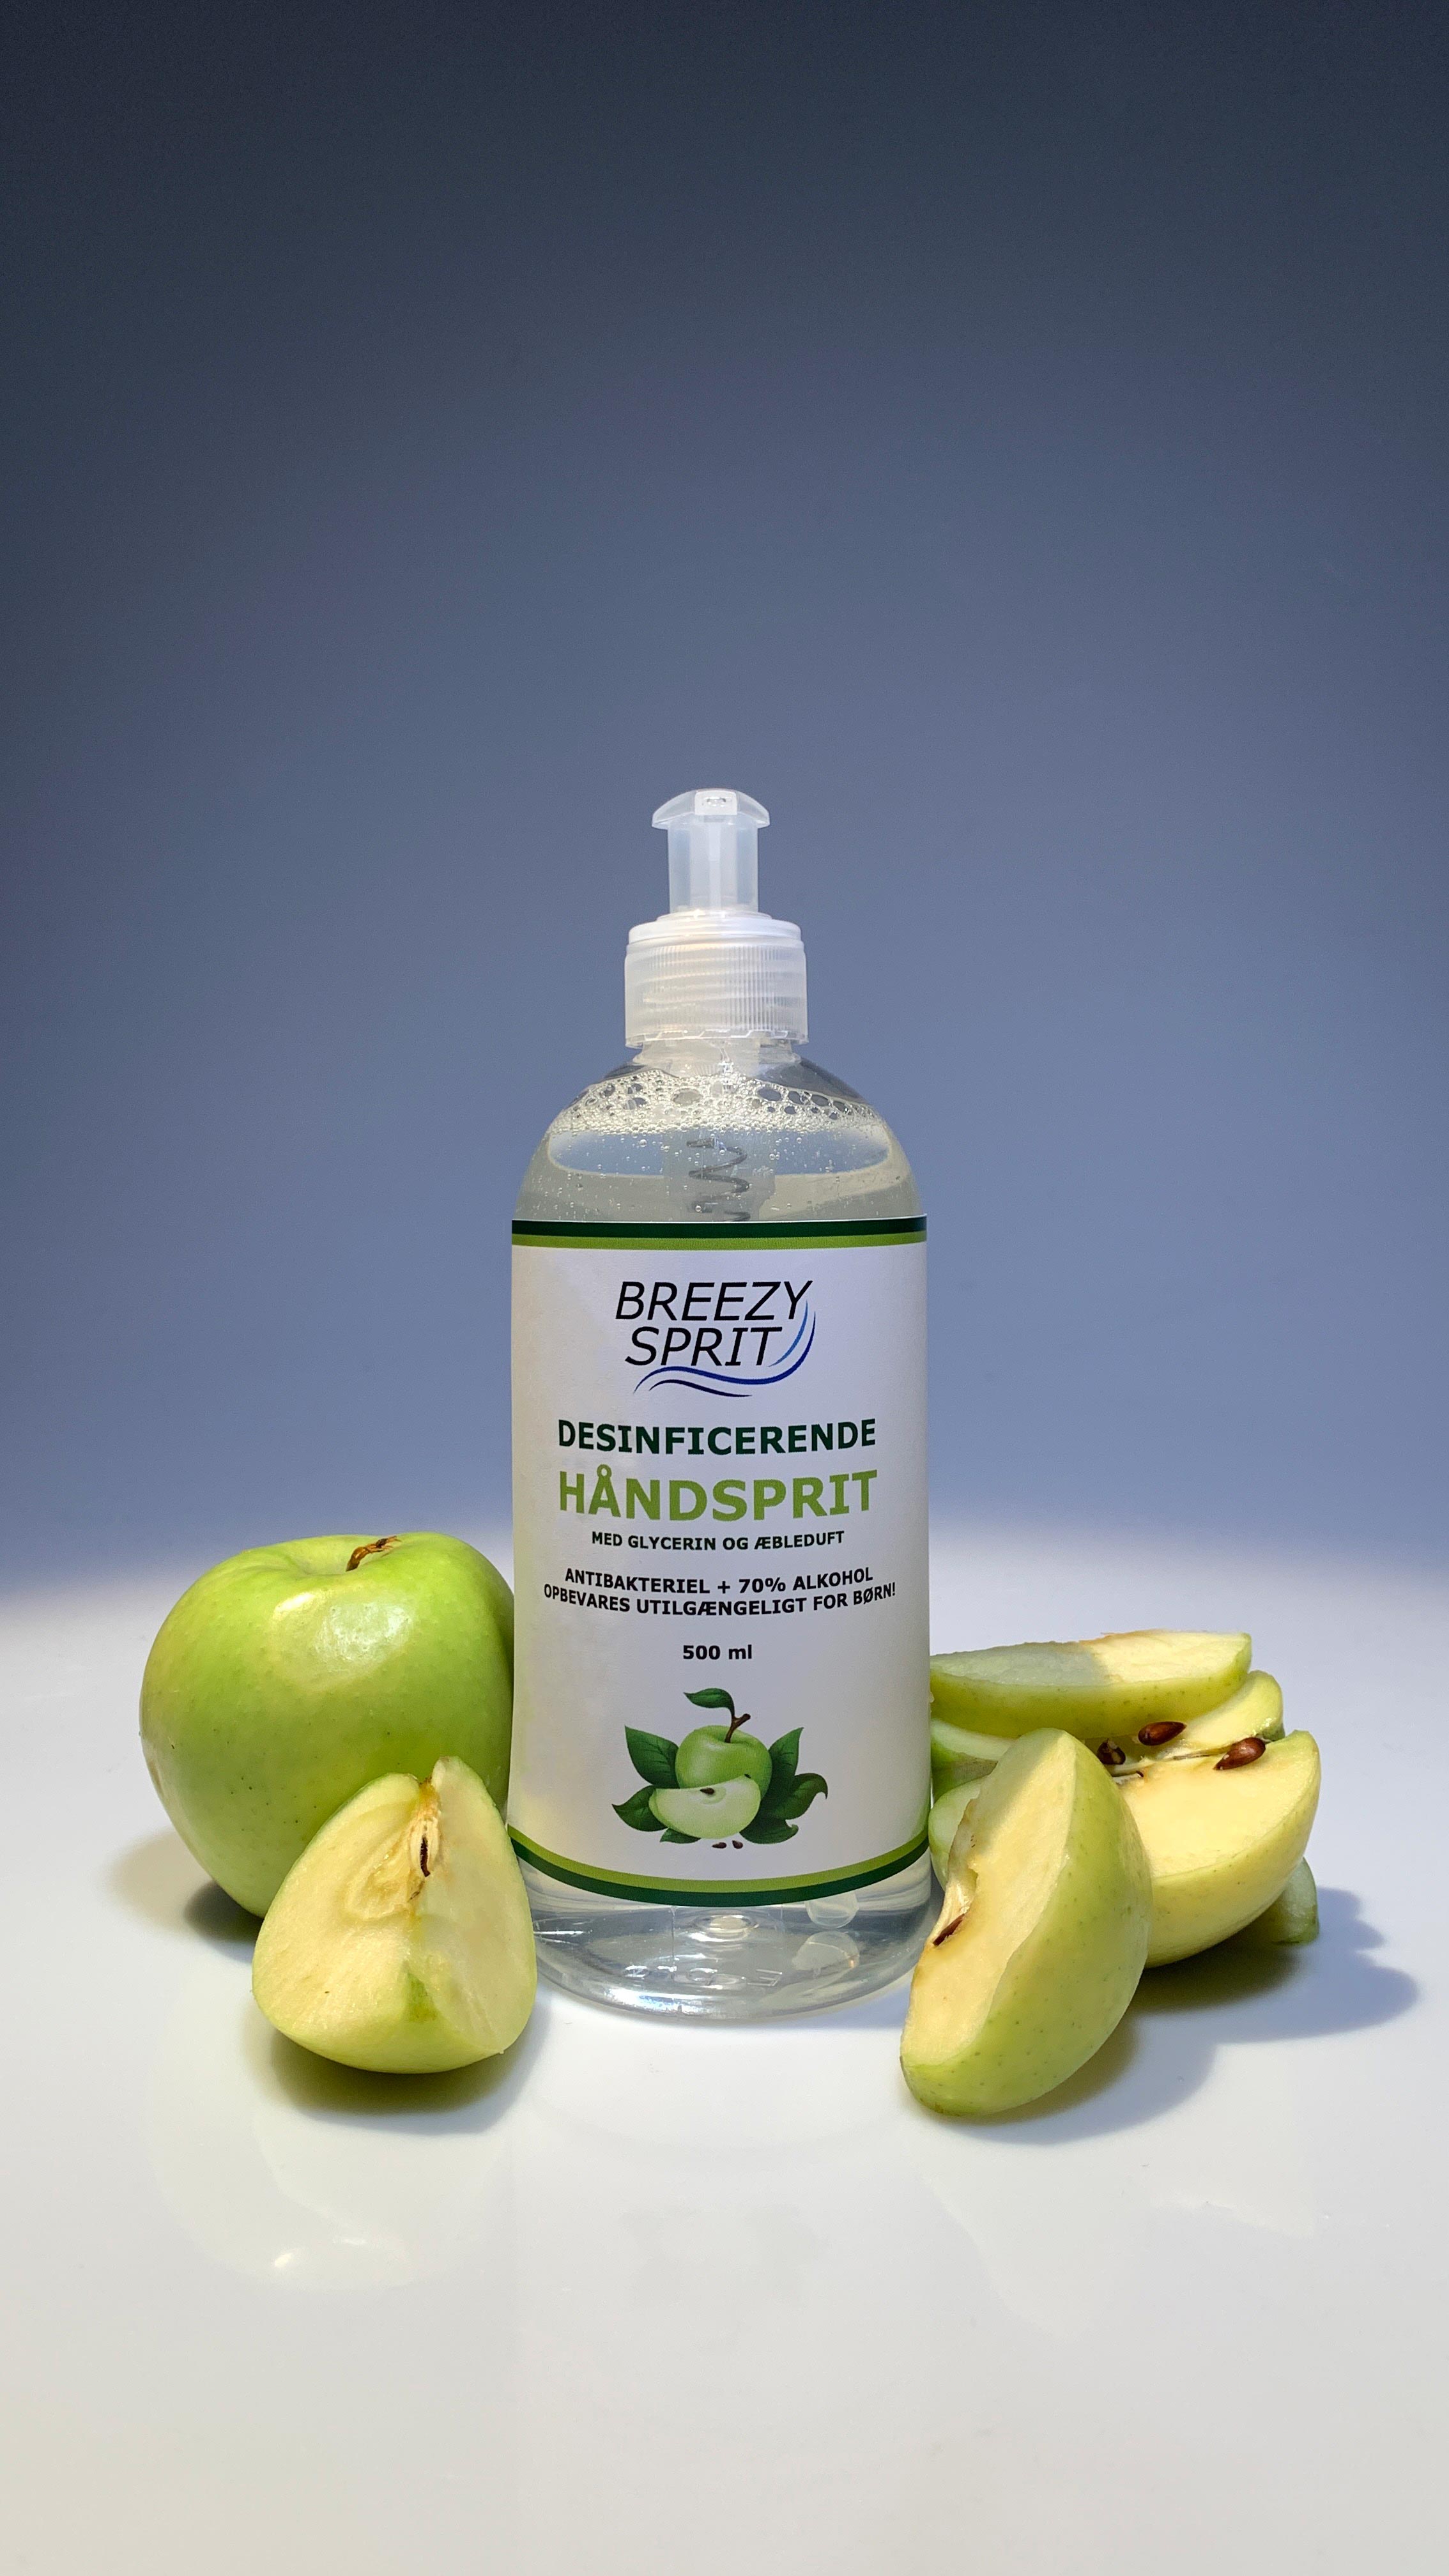 BREEZY
SPRIT
DESINFICERENDE
HÅNDSPRIT
MED GLYCERIN OG ÆBLEDUFT
ANTIBAKTERIEL + 70% ALKOHOL
OPBEVARES UTILGÆNGELIGT FOR BØRN!
500 ml